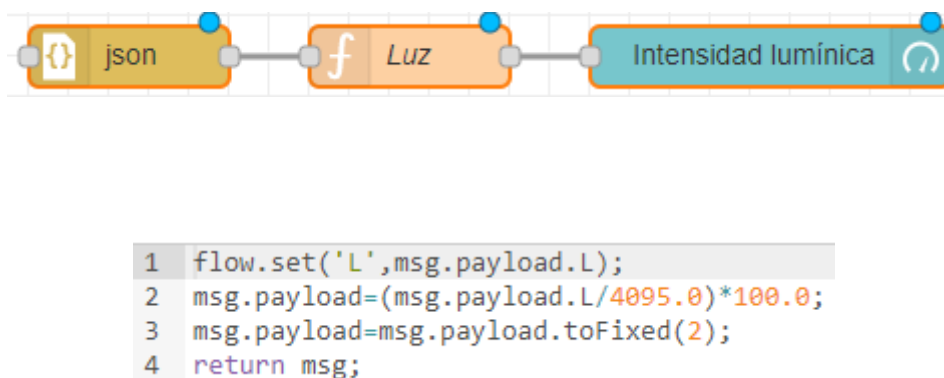 {} json
f Luz
Intensidad lumínica
1 flow.set('L',msg.payload.L);
2 msg.payload=(msg.payload.L/4095.0)*100.0;
3 msg.payload=msg.payload.toFixed(2);
4 return msg;